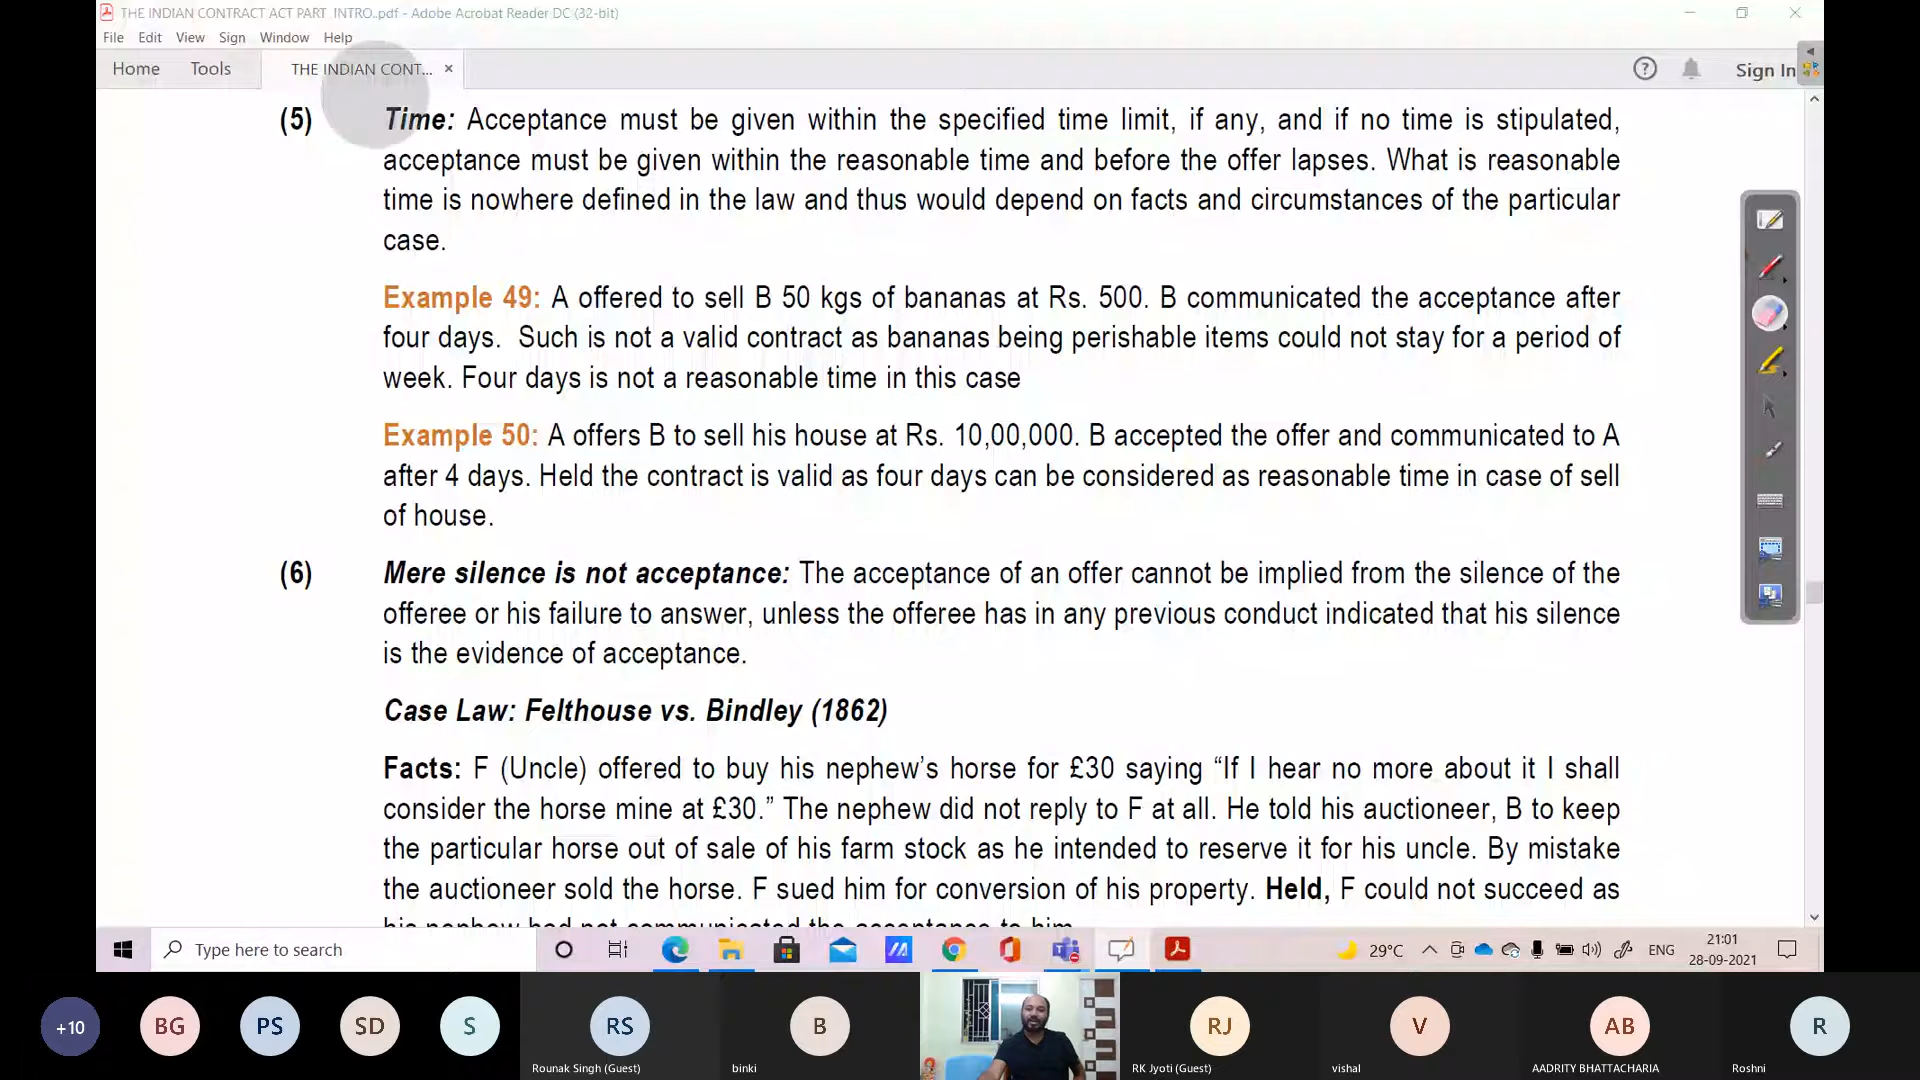 THE INDIAN CONTRACT ACT PART INTRO..pdf - Adobe Acrobat Reader DC (32-bit)
File Edit View Sign Window Help
Home Tools THE INDIAN CONT... × Sign In
(5) Time: Acceptance must be given within the specified time limit, if any, and if no time is stipulated,
acceptance must be given within the reasonable time and before the offer lapses. What is reasonable
time is nowhere defined in the law and thus would depend on facts and circumstances of the particular
case.
Example 49: A offered to sell B 50 kgs of bananas at Rs. 500. B communicated the acceptance after
four days. Such is not a valid contract as bananas being perishable items could not stay for a period of
week. Four days is not a reasonable time in this case
Example 50: A offers B to sell his house at Rs. 10,00,000. B accepted the offer and communicated to A
after 4 days. Held the contract is valid as four days can be considered as reasonable time in case of sell
of house.
(6) Mere silence is not acceptance: The acceptance of an offer cannot be implied from the silence of the
offeree or his failure to answer, unless the offeree has in any previous conduct indicated that his silence
is the evidence of acceptance.
Case Law: Felthouse vs. Bindley (1862)
Facts: F (Uncle) offered to buy his nephew’s horse for £30 saying “If I hear no more about it I shall
consider the horse mine at £30.” The nephew did not reply to F at all. He told his auctioneer, B to keep
the particular horse out of sale of his farm stock as he intended to reserve it for his uncle. By mistake
the auctioneer sold the horse. F sued him for conversion of his property. Held, F could not succeed as
his nephew had not communicated the acceptance to him.
Type here to search 29°C ENG 21:01
28-09-2021
+10 BG PS SD S RS B RJ V AB R
Rounak Singh (Guest) binki RK Jyoti (Guest) vishal AADRITY BHATTACHARIA Roshni